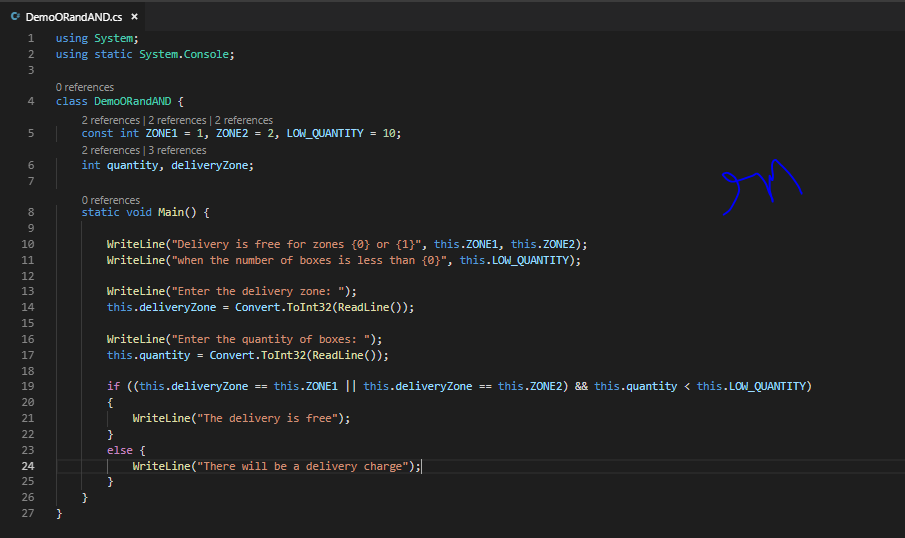 DemoORandAND.cs ×
1 using System;
2 using static System.Console;
3
0 references
4 class DemoORandAND {
2 references | 2 references | 2 references
5 const int ZONE1 = 1, ZONE2 = 2, LOW_QUANTITY = 10;
2 references | 3 references
6 int quantity, deliveryZone;
7
0 references
8 static void Main() {
9
10 WriteLine("Delivery is free for zones {0} or {1}", this.ZONE1, this.ZONE2);
11 WriteLine("when the number of boxes is less than {0}", this.LOW_QUANTITY);
12
13 WriteLine("Enter the delivery zone: ");
14 this.deliveryZone = Convert.ToInt32(ReadLine());
15
16 WriteLine("Enter the quantity of boxes: ");
17 this.quantity = Convert.ToInt32(ReadLine());
18
19 if ((this.deliveryZone == this.ZONE1 || this.deliveryZone == this.ZONE2) && this.quantity < this.LOW_QUANTITY)
20 {
21 WriteLine("The delivery is free");
22 }
23 else {
24 WriteLine("There will be a delivery charge");
25 }
26 }
27 }